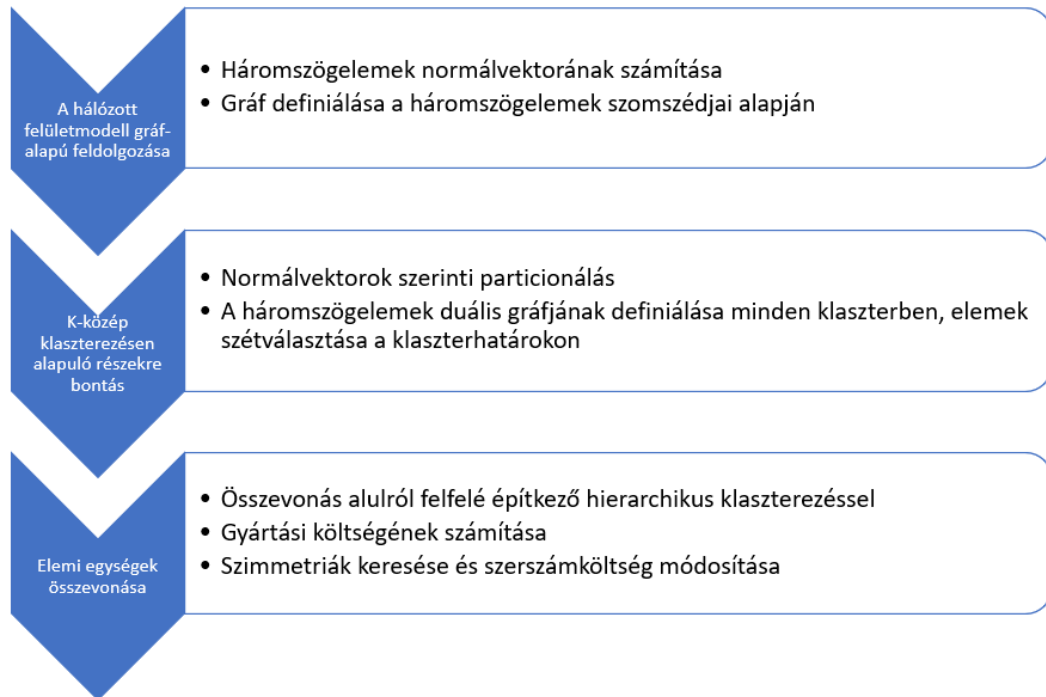 A hálózott
felületmodell gráf-
alapú feldolgozása
• Háromszögelemek normálvektorának számítása
• Gráf definiálása a háromszögelemek szomszédjai alapján
K-közép
klaszterezésen
alapuló részekre
bontás
• Normálvektorok szerinti particionálás
• A háromszögelemek duális gráfjának definiálása minden klaszterben, elemek
szétválasztása a klaszterhatárokon
Elemi egységek
összevonása
• Összevonás alulról felfelé építkező hierarchikus klaszterezéssel
• Gyártási költségének számítása
• Szimmetriák keresése és szerszámköltség módosítása